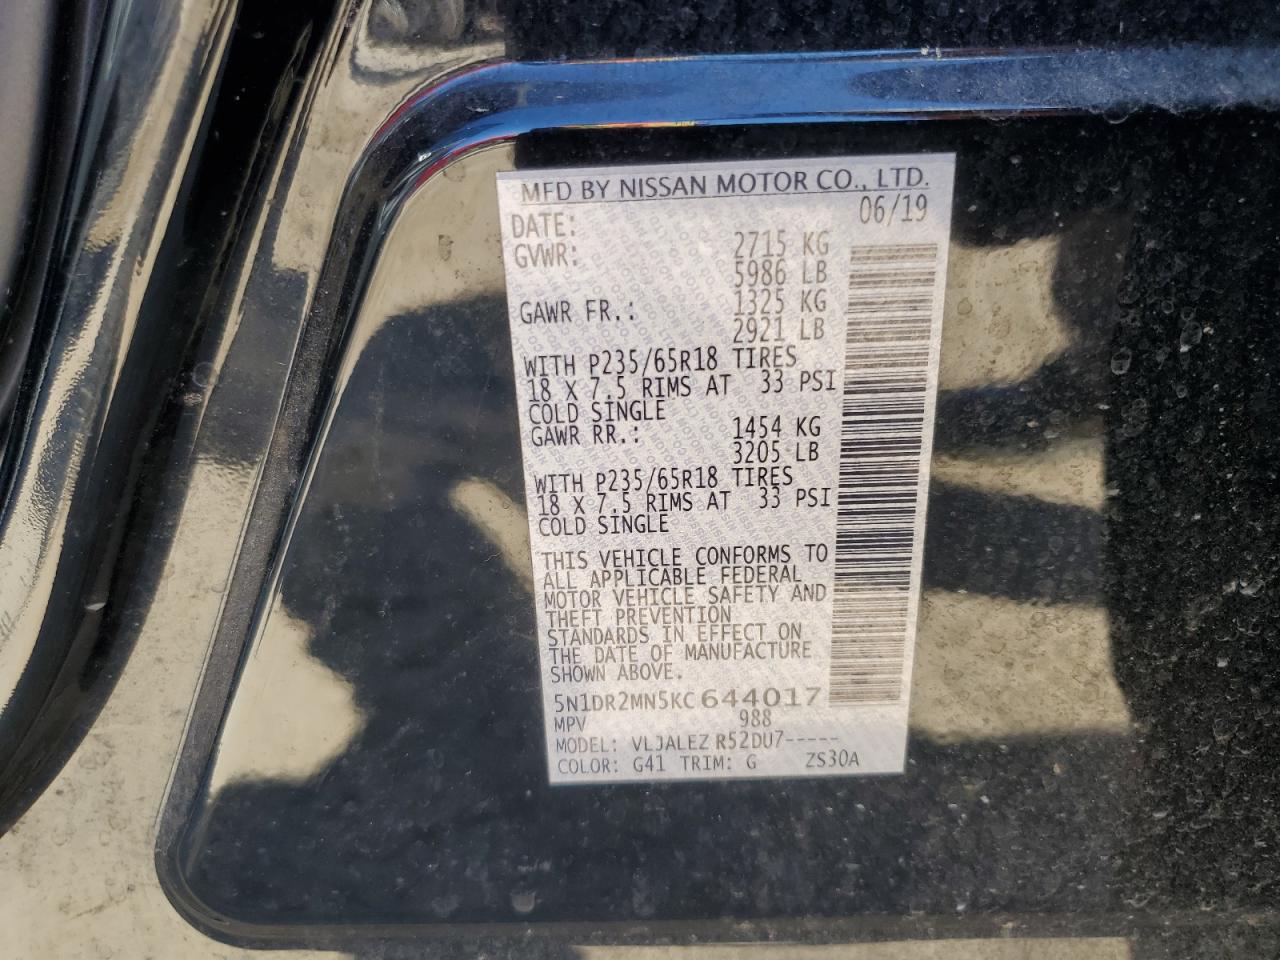 MFD BY NISSAN MOTOR CO., LTD.
DATE: 06/19
GVWR: 2715 KG
5986 LB
GAWR FR.: 1325 KG
2921 LB
WITH P235/65R18 TIRES
18 X 7.5 RIMS AT 33 PSI
COLD SINGLE
GAWR RR.: 1454 KG
3205 LB
WITH P235/65R18 TIRES
18 X 7.5 RIMS AT 33 PSI
COLD SINGLE
THIS VEHICLE CONFORMS TO
ALL APPLICABLE FEDERAL
MOTOR VEHICLE SAFETY AND
THEFT PREVENTION
STANDARDS IN EFFECT ON
THE DATE OF MANUFACTURE
SHOWN ABOVE.
5N1DR2MN5KC644017
MPV 988
MODEL: VLJALEZ R52DU7-----
COLOR: G41 TRIM: G ZS30A